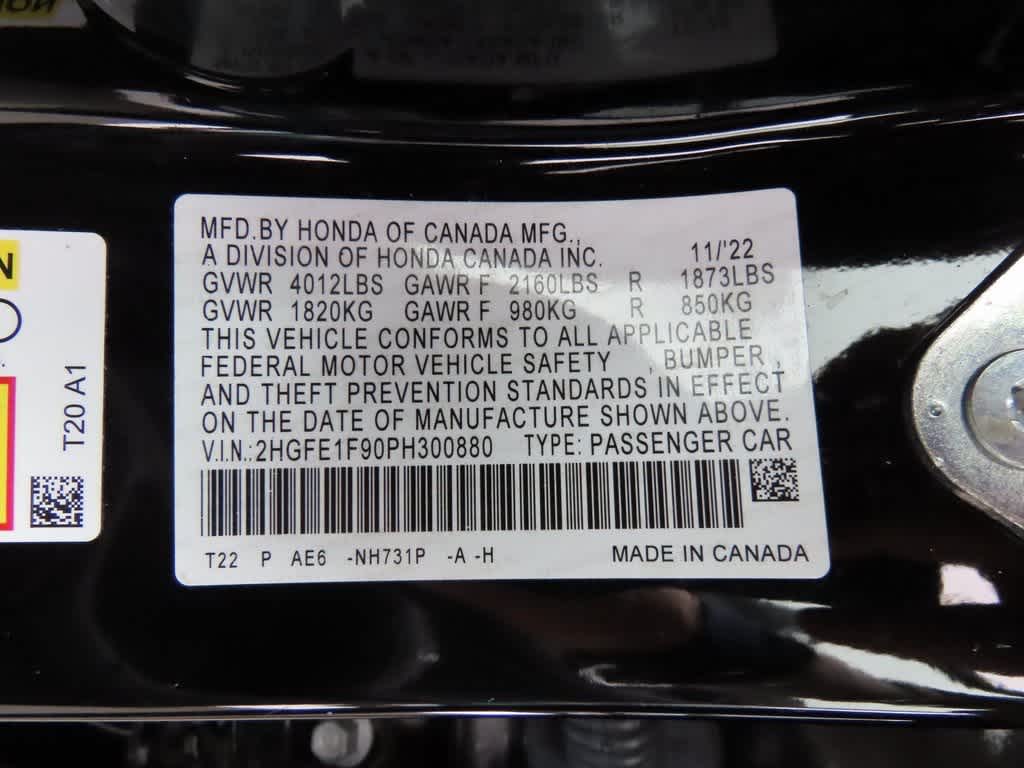 MFD.BY HONDA OF CANADA MFG.,
A DIVISION OF HONDA CANADA INC. 11/'22
GVWR 4012LBS GAWR F 2160LBS R 1873LBS
GVWR 1820KG GAWR F 980KG R 850KG
THIS VEHICLE CONFORMS TO ALL APPLICABLE
FEDERAL MOTOR VEHICLE SAFETY , BUMPER ,
AND THEFT PREVENTION STANDARDS IN EFFECT
ON THE DATE OF MANUFACTURE SHOWN ABOVE.
V.I.N.:2HGFE1F90PH300880 TYPE: PASSENGER CAR
T22 P AE6 -NH731P -A -H MADE IN CANADA
T20 A1